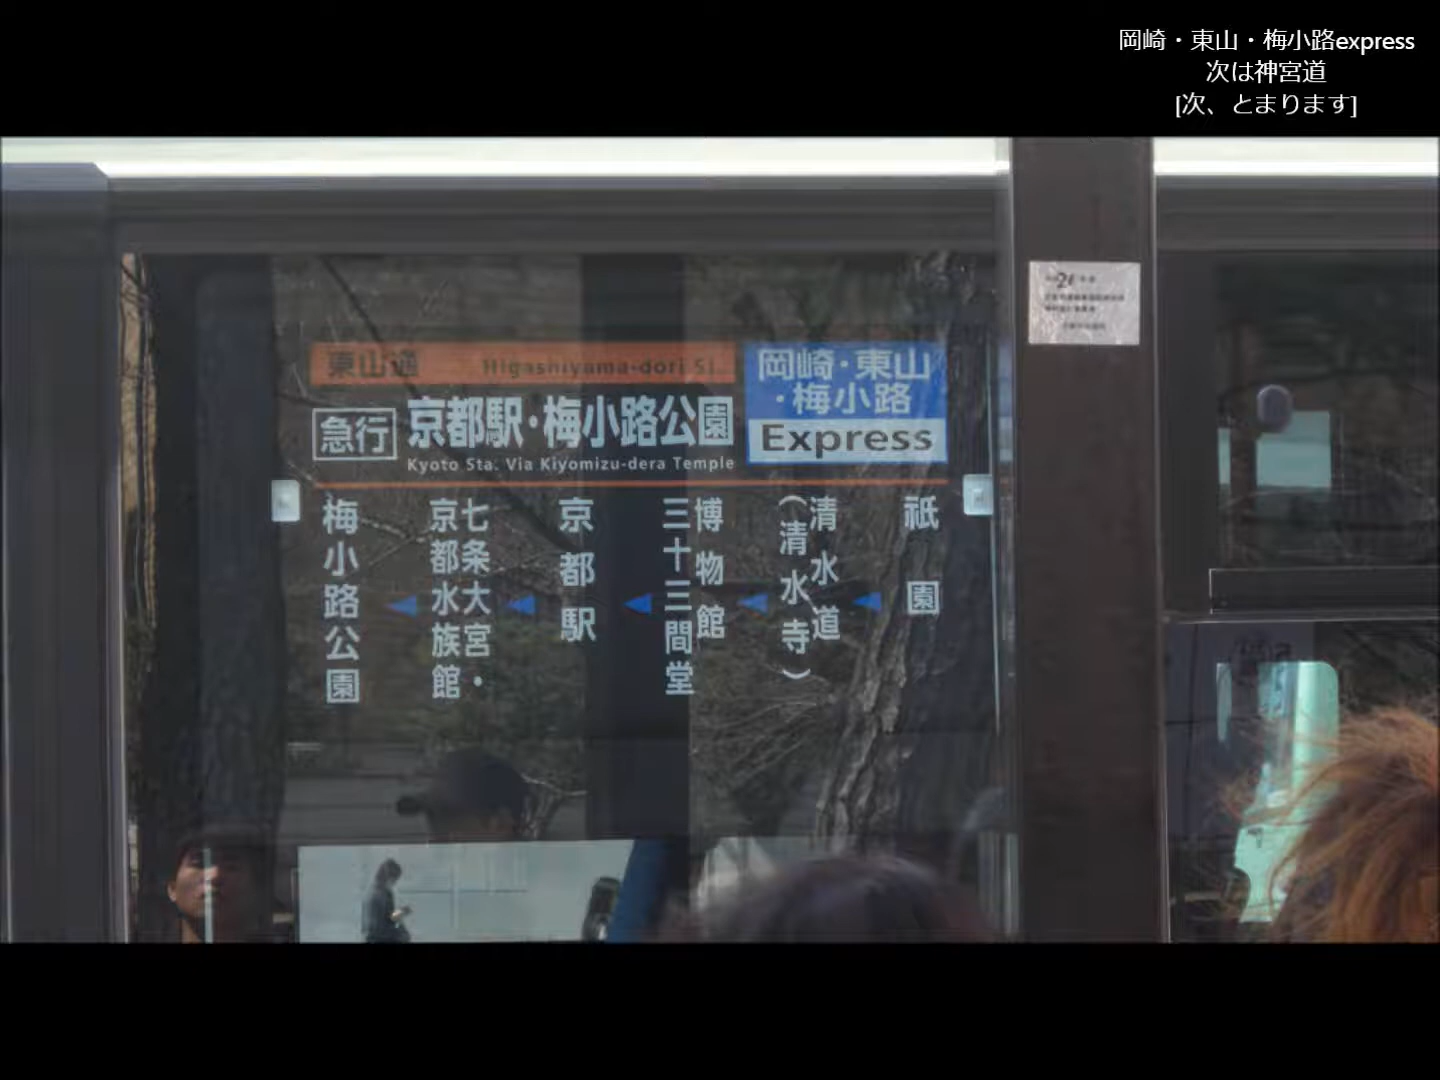 岡崎・東山・梅小路express
次は神宮道
[次、とまります]
東山通 Higashiyama-dori St.
岡崎・東山
・梅小路
Express
急行 京都駅・梅小路公園
Kyoto Sta. Via Kiyomizu-dera Temple
祇園
清水道
（清水寺）
博物館
三十三間堂
京都駅
七条大宮・
京都水族館
梅小路公園